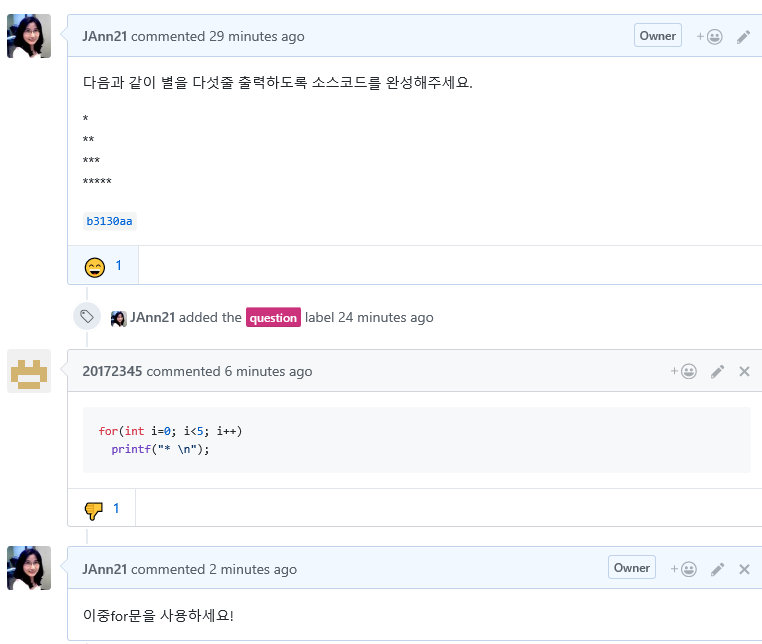 JAnn21 commented 29 minutes ago Owner
다음과 같이 별을 다섯줄 출력하도록 소스코드를 완성해주세요.
*
**
***
*****
b3130aa
1
JAnn21 added the question label 24 minutes ago
20172345 commented 6 minutes ago
for(int i=0; i<5; i++)
printf("* \n");
1
JAnn21 commented 2 minutes ago Owner
이중for문을 사용하세요!